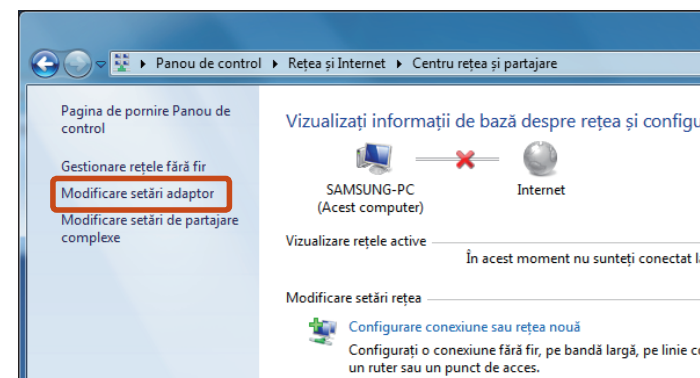 Panou de control ▸ Rețea și Internet ▸ Centru rețea și partajare
Pagina de pornire Panou de
control
Gestionare rețele fără fir
Modificare setări adaptor
Modificare setări de partajare
complexe
Vizualizați informații de bază despre rețea și configu
SAMSUNG-PC
(Acest computer)
Internet
Vizualizare rețele active
În acest moment nu sunteți conectat l
Modificare setări rețea
Configurare conexiune sau rețea nouă
Configurați o conexiune fără fir, pe bandă largă, pe linie c
un ruter sau un punct de acces.